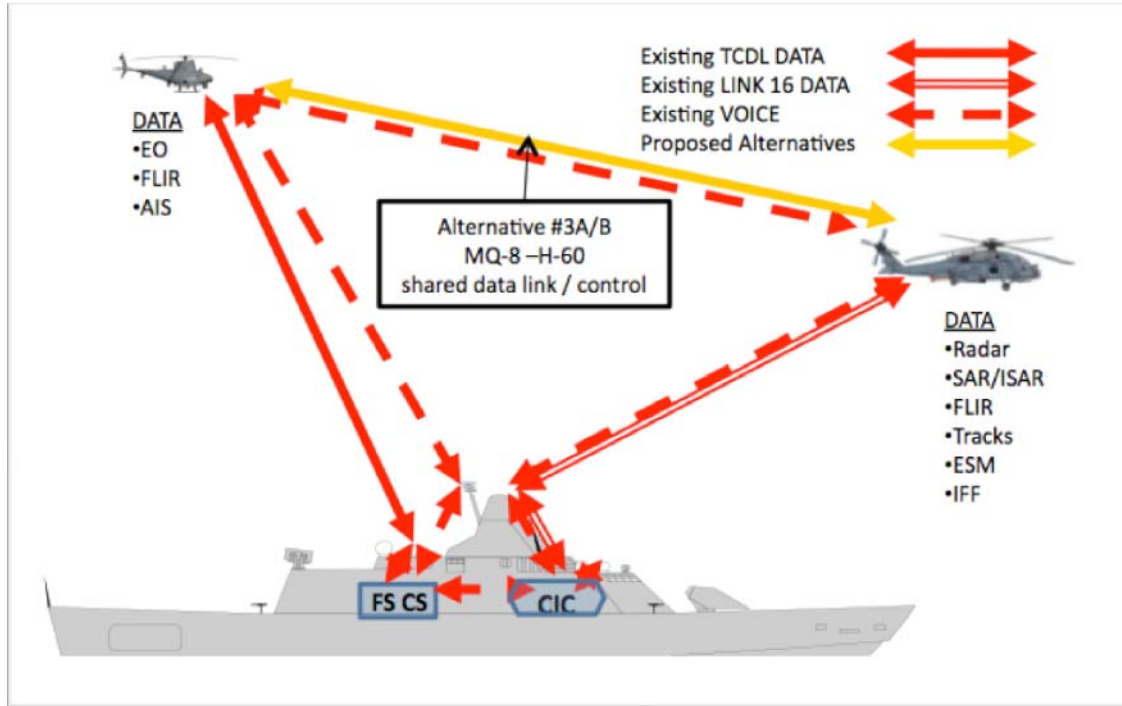 Existing TCDL DATA
Existing LINK 16 DATA
Existing VOICE
Proposed Alternatives
DATA
•EO
•FLIR
•AIS
Alternative #3A/B
MQ-8 –H-60
shared data link / control
DATA
•Radar
•SAR/ISAR
•FLIR
•Tracks
•ESM
•IFF
FS CS
CIC